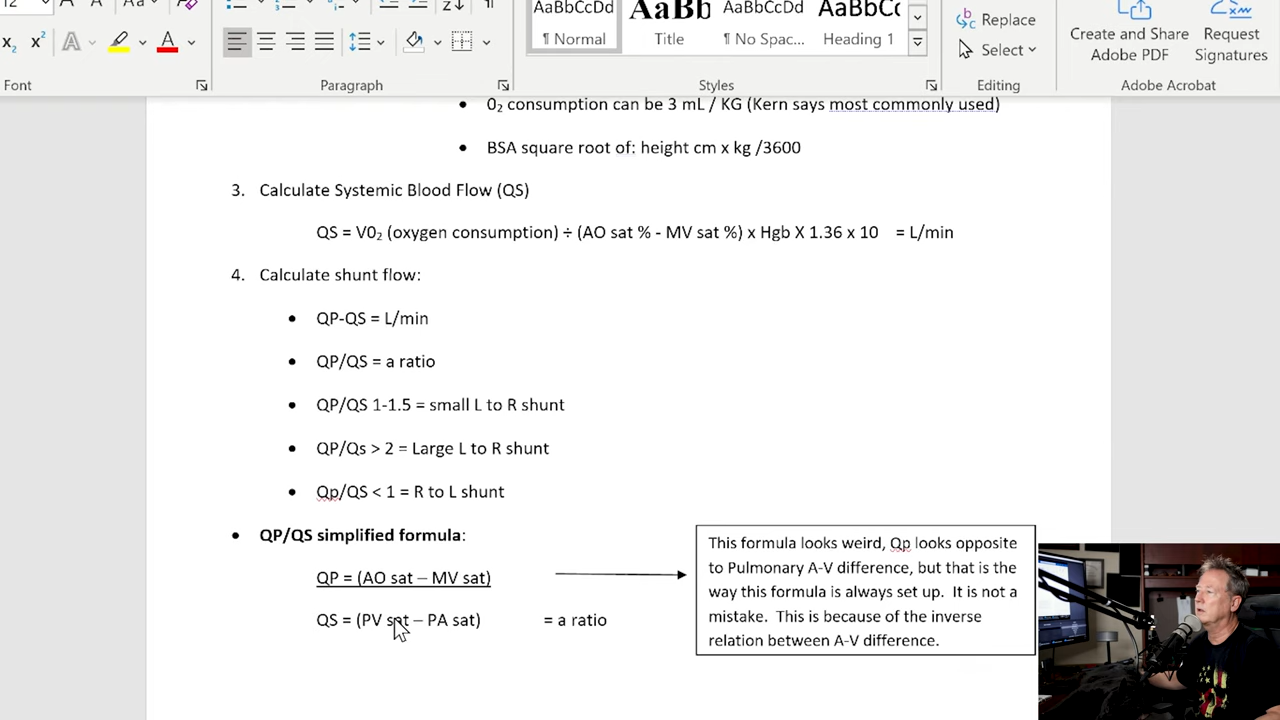 AaBbCcDd
AaBb
AaBbCcDd
AaBbCc
Replace
Create and Share
Request
¶ Normal
Title
¶ No Spac...
Heading 1
Select
Adobe PDF
Signatures
Font
Paragraph
Styles
Editing
Adobe Acrobat
• 0₂ consumption can be 3 mL / KG (Kern says most commonly used)
• BSA square root of: height cm x kg /3600
3. Calculate Systemic Blood Flow (QS)
QS = V0₂ (oxygen consumption) ÷ (AO sat % - MV sat %) x Hgb X 1.36 x 10 = L/min
4. Calculate shunt flow:
• QP-QS = L/min
• QP/QS = a ratio
• QP/QS 1-1.5 = small L to R shunt
• QP/Qs > 2 = Large L to R shunt
• Qp/QS < 1 = R to L shunt
• QP/QS simplified formula:
QP = (AO sat – MV sat)
QS = (PV sat – PA sat) = a ratio
This formula looks weird, Qp looks opposite
to Pulmonary A-V difference, but that is the
way this formula is always set up. It is not a
mistake. This is because of the inverse
relation between A-V difference.